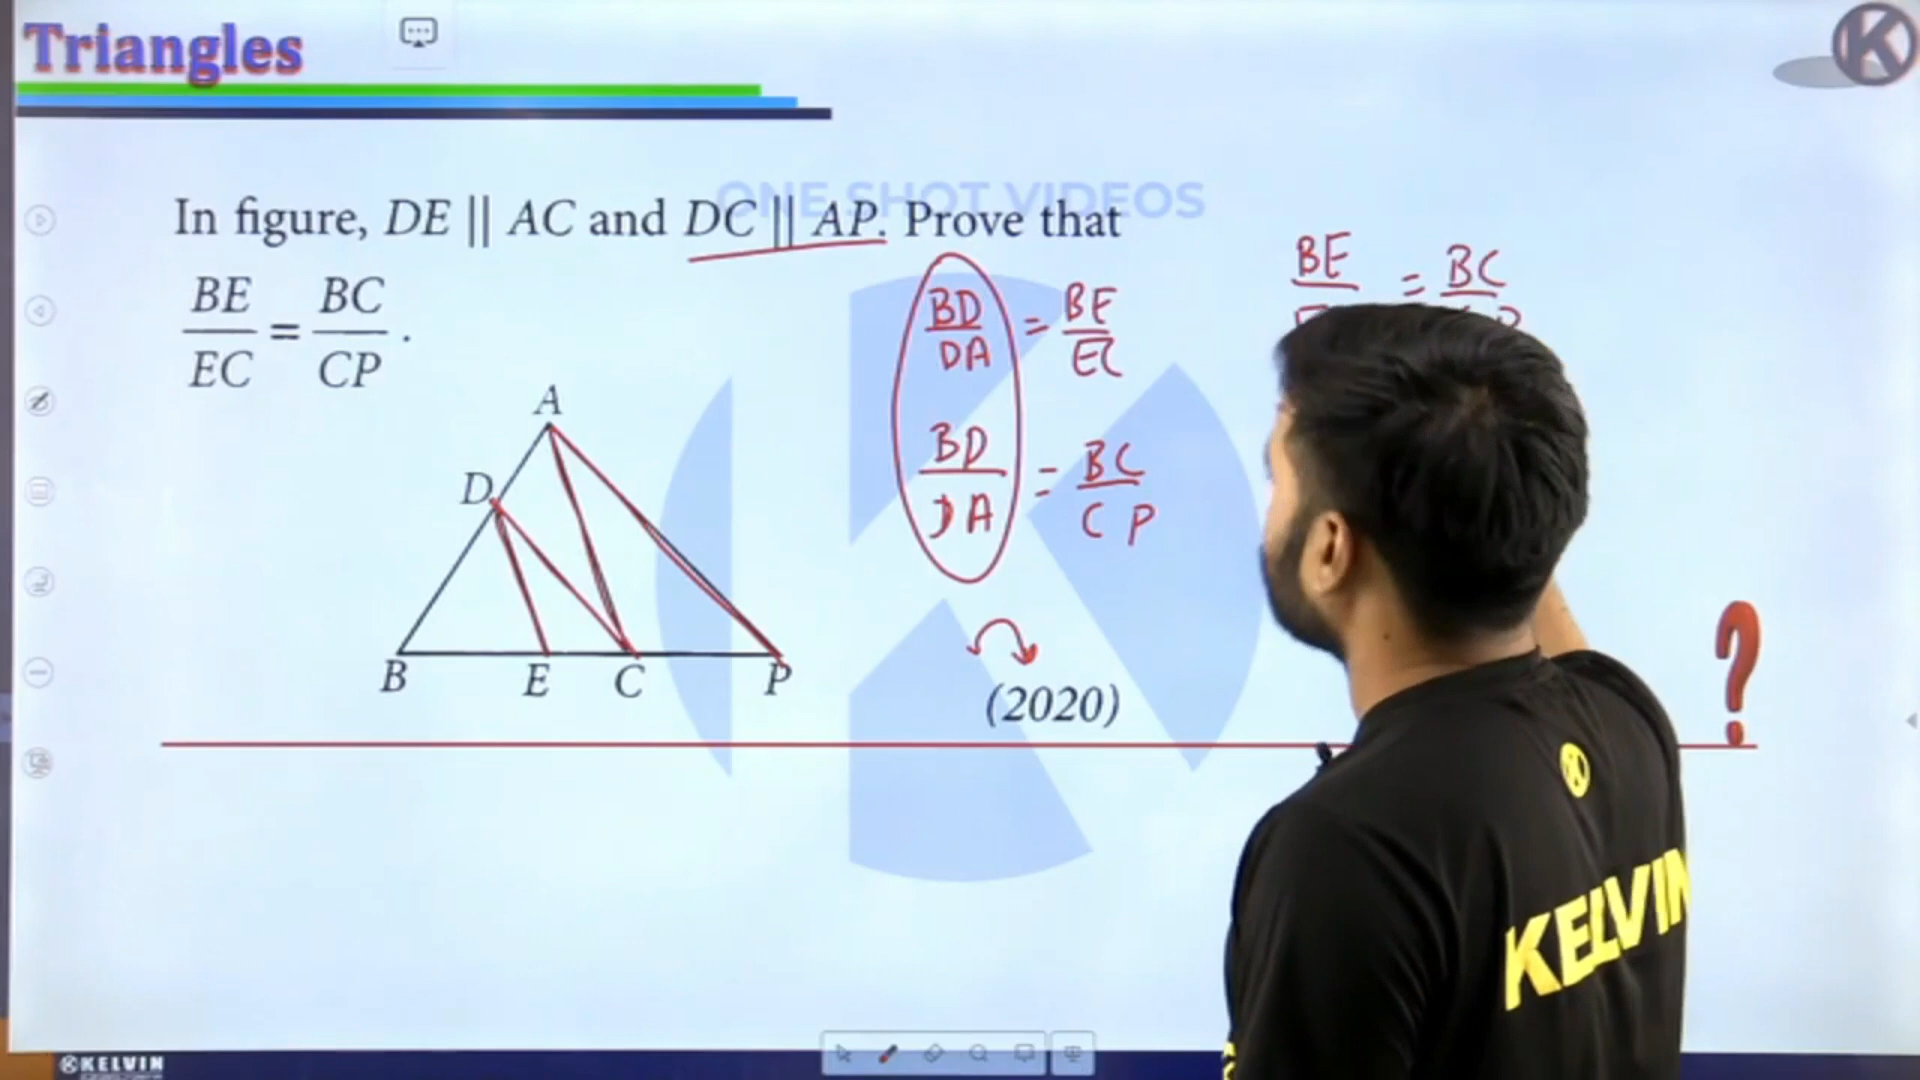 Triangles
ONE SHOT VIDEOS
In figure, DE || AC and DC || AP. Prove that
BE/EC = BC/CP .
BD/DA = BE/EC
BE = BC
BD/DA = BC/CP
A
D
B E C P
(2020)
?
KELVIN
KELVIN